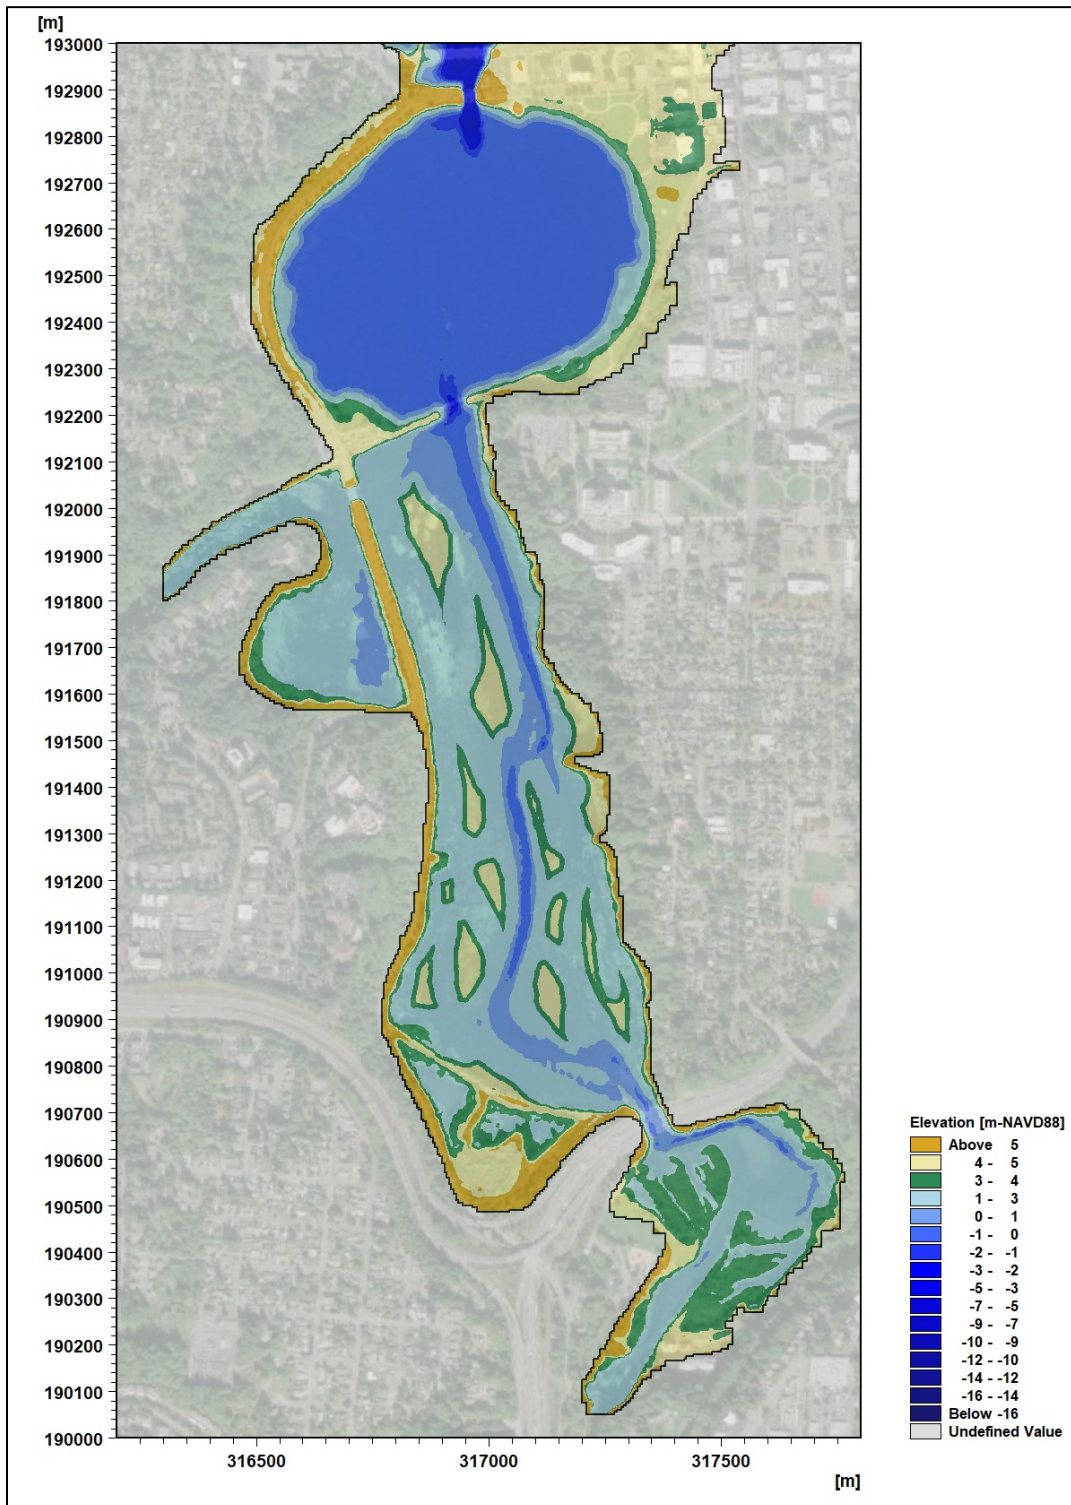 [m]
193000
192900
192800
192700
192600
192500
192400
192300
192200
192100
192000
191900
191800
191700
191600
191500
191400
191300
191200
191100
191000
190900
190800
190700
190600
190500
190400
190300
190200
190100
190000
316500 317000 317500
[m]
Elevation [m-NAVD88]
Above 5
4 - 5
3 - 4
1 - 3
0 - 1
-1 - 0
-2 - -1
-3 - -2
-5 - -3
-7 - -5
-9 - -7
-10 - -9
-12 - -10
-14 - -12
-16 - -14
Below -16
Undefined Value